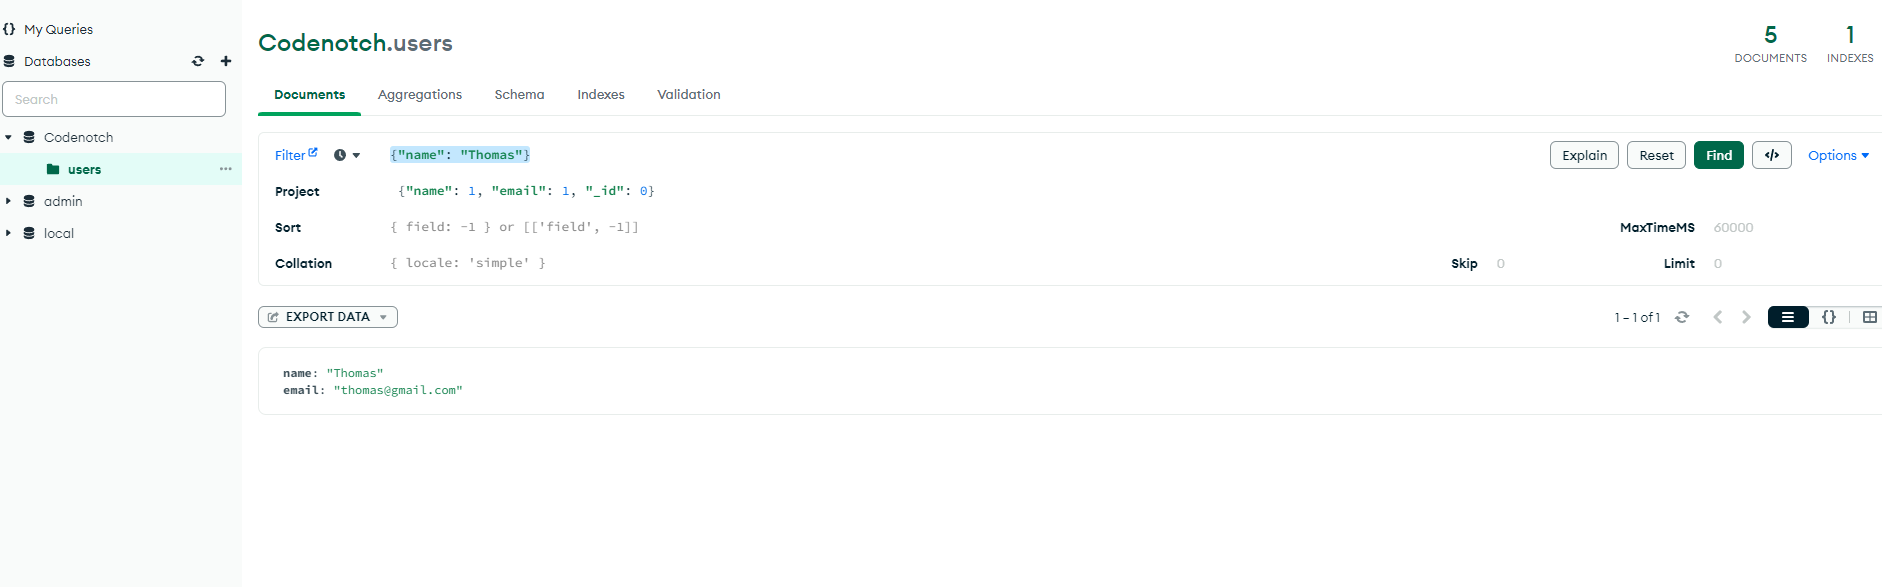 {} My Queries
Databases
Search
Codenotch
users
admin
local
Codenotch.users
5
DOCUMENTS
1
INDEXES
Documents Aggregations Schema Indexes Validation
Filter {"name": "Thomas"} Explain Reset Find </> Options
Project {"name": 1, "email": 1, "_id": 0}
Sort { field: -1 } or [['field', -1]] MaxTimeMS 60000
Collation { locale: 'simple' } Skip 0 Limit 0
EXPORT DATA 1 – 1 of 1 {}
name: "Thomas"
email: "thomas@gmail.com"